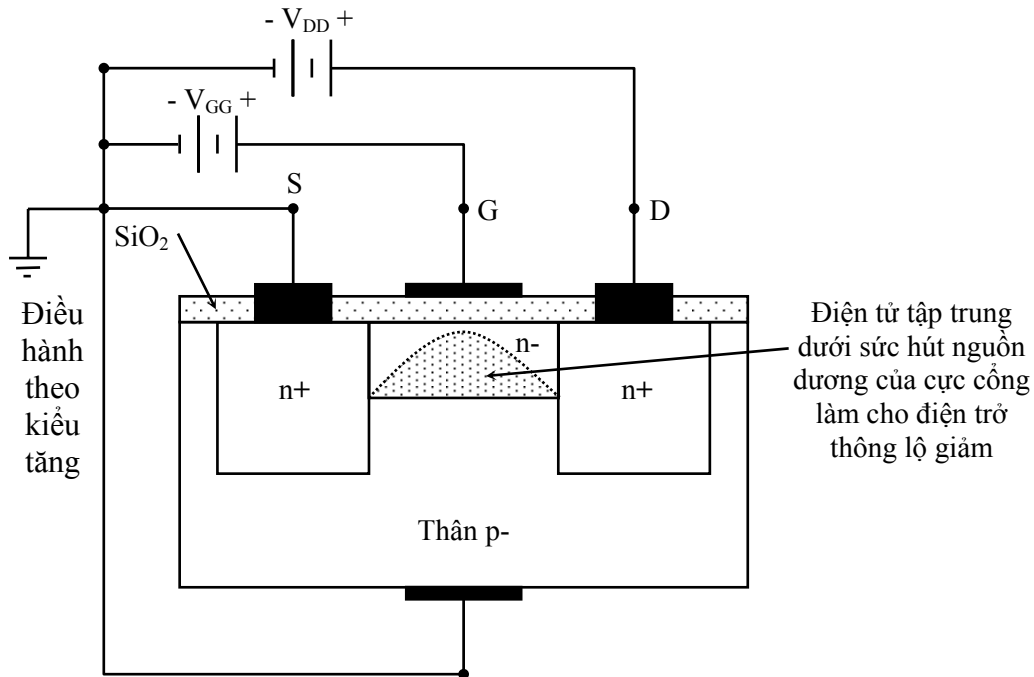 - V_DD +
- V_GG +
S
G
D
SiO₂
Điều
hành
theo
kiểu
tăng
n-
n+
n+
Điện tử tập trung
dưới sức hút nguồn
dương của cực cổng
làm cho điện trở
thông lộ giảm
Thân p-